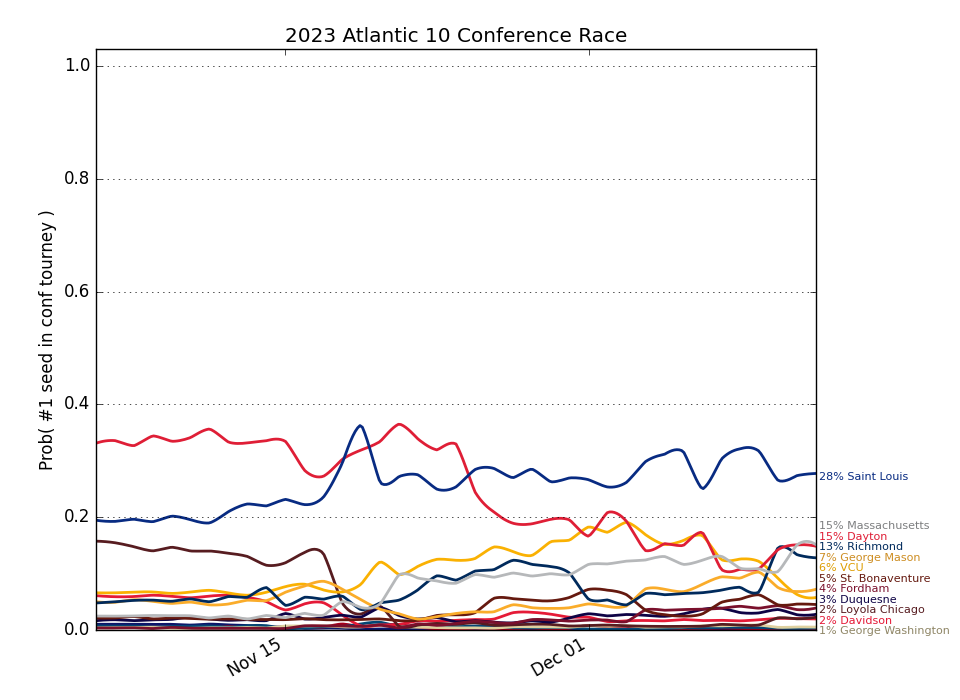 2023 Atlantic 10 Conference Race
Prob( #1 seed in conf tourney )
1.0
0.8
0.6
0.4
0.2
0.0
Nov 15
Dec 01
28% Saint Louis
15% Massachusetts
15% Dayton
13% Richmond
7% George Mason
6% VCU
5% St. Bonaventure
4% Fordham
3% Duquesne
2% Loyola Chicago
2% Davidson
1% George Washington